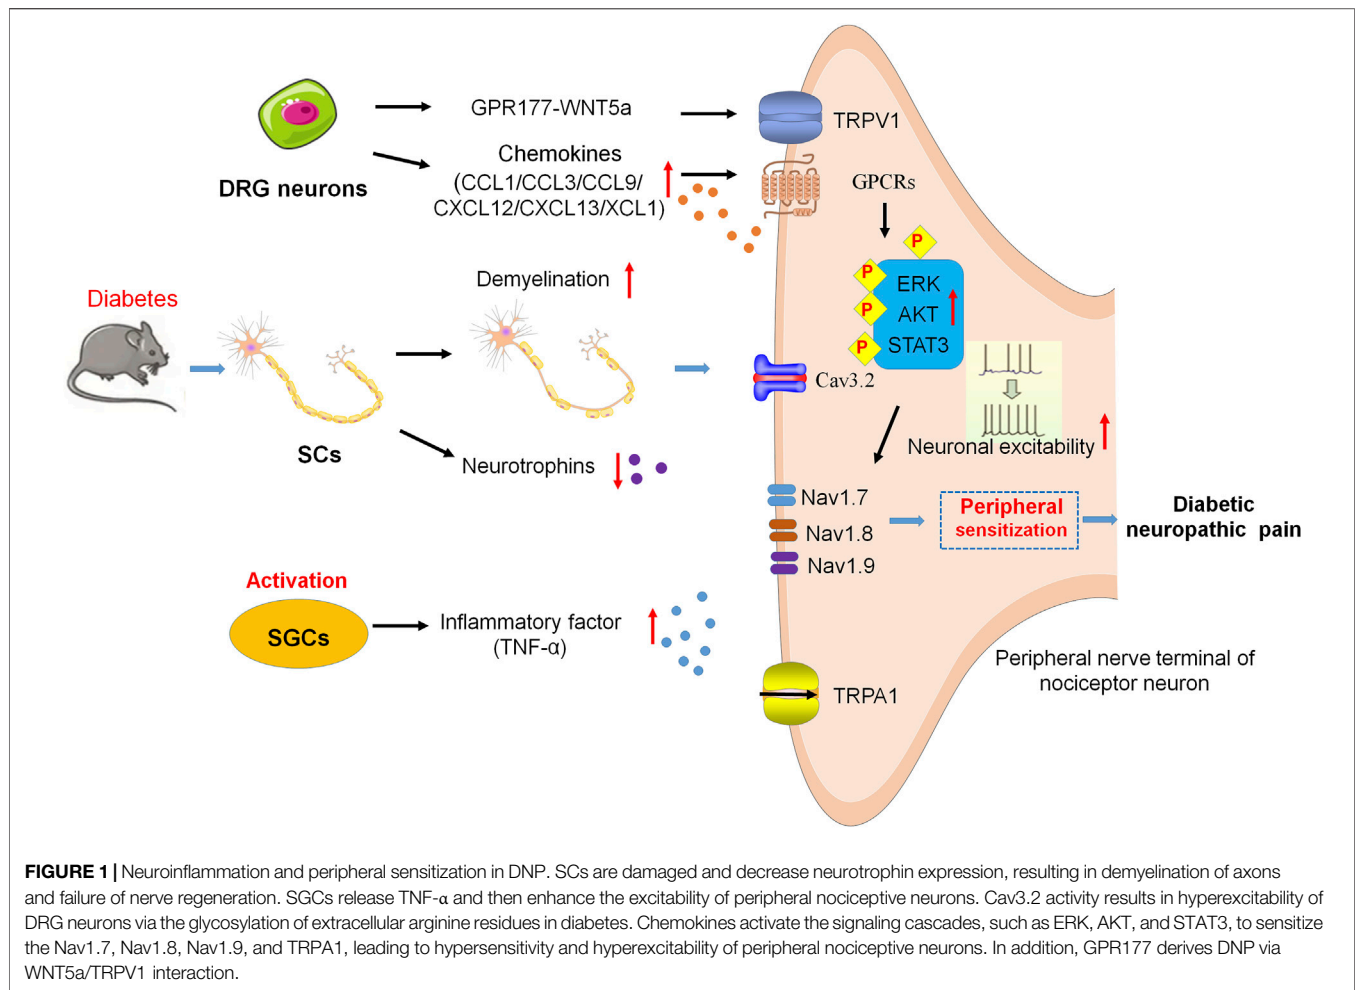 GPR177-WNT5a
TRPV1
DRG neurons
Chemokines
(CCL1/CCL3/CCL9/
CXCL12/CXCL13/XCL1)
GPCRs
P
P
P
P
ERK
AKT
STAT3
Diabetes
Demyelination
SCs
Cav3.2
Neuronal excitability
Neurotrophins
Nav1.7
Nav1.8
Nav1.9
Peripheral
sensitization
Diabetic
neuropathic pain
Activation
SGCs
Inflammatory factor
(TNF-α)
TRPA1
Peripheral nerve terminal of
nociceptor neuron
FIGURE 1 | Neuroinflammation and peripheral sensitization in DNP. SCs are damaged and decrease neurotrophin expression, resulting in demyelination of axons
and failure of nerve regeneration. SGCs release TNF-α and then enhance the excitability of peripheral nociceptive neurons. Cav3.2 activity results in hyperexcitability of
DRG neurons via the glycosylation of extracellular arginine residues in diabetes. Chemokines activate the signaling cascades, such as ERK, AKT, and STAT3, to sensitize
the Nav1.7, Nav1.8, Nav1.9, and TRPA1, leading to hypersensitivity and hyperexcitability of peripheral nociceptive neurons. In addition, GPR177 derives DNP via
WNT5a/TRPV1 interaction.